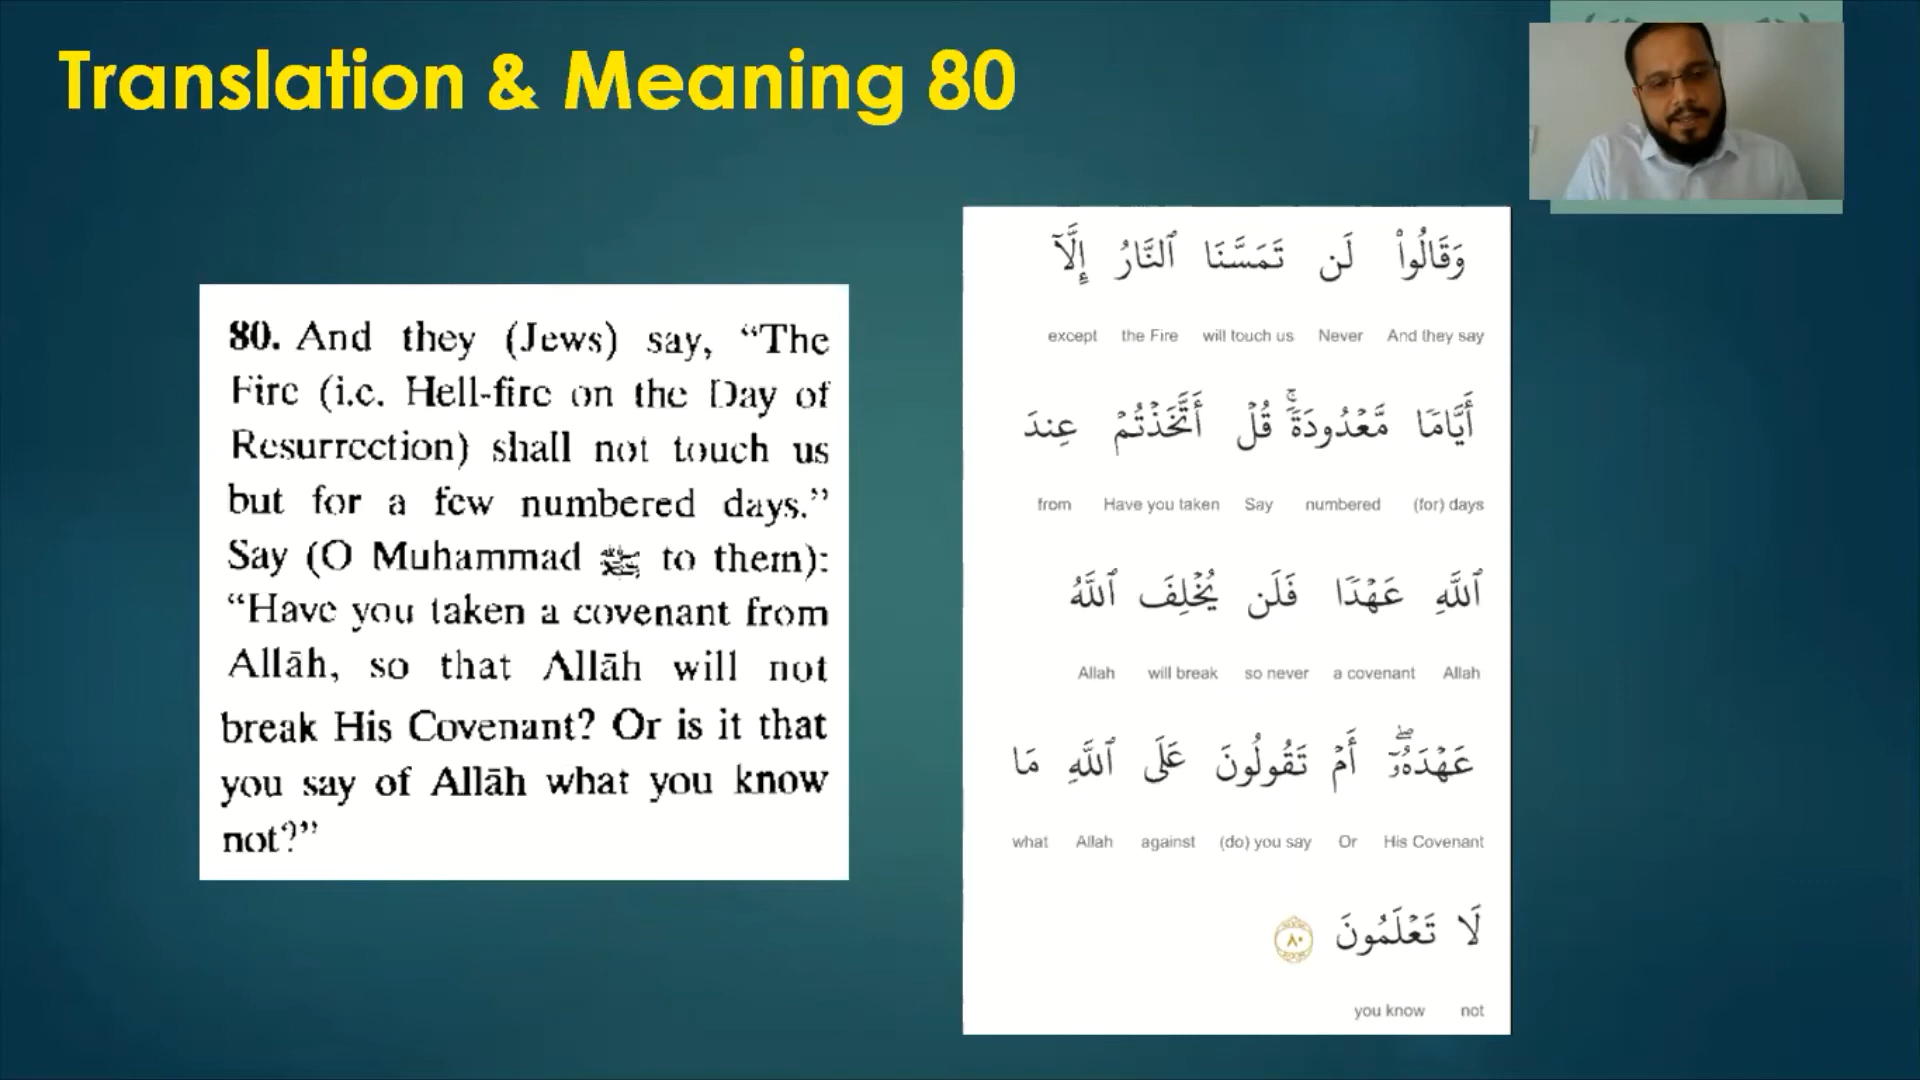 Translation & Meaning 80
80. And they (Jews) say, “The
Fire (i.e. Hell-fire on the Day of
Resurrection) shall not touch us
but for a few numbered days.”
Say (O Muhammad ﷺ to them):
“Have you taken a covenant from
Allāh, so that Allāh will not
break His Covenant? Or is it that
you say of Allāh what you know
not?”
وَقَالُوا۟ لَن تَمَسَّنَا ٱلنَّارُ إِلَّآ
except the Fire will touch us Never And they say
أَيَّامًا مَّعْدُودَةً ۚ قُلْ أَتَّخَذْتُمْ عِندَ
from Have you taken Say numbered (for) days
ٱللَّهِ عَهْدًا فَلَن يُخْلِفَ ٱللَّهُ
Allah will break so never a covenant Allah
عَهْدَهُۥٓ ۖ أَمْ تَقُولُونَ عَلَى ٱللَّهِ مَا
what Allah against (do) you say Or His Covenant
لَا تَعْلَمُونَ ٨٠
you know not